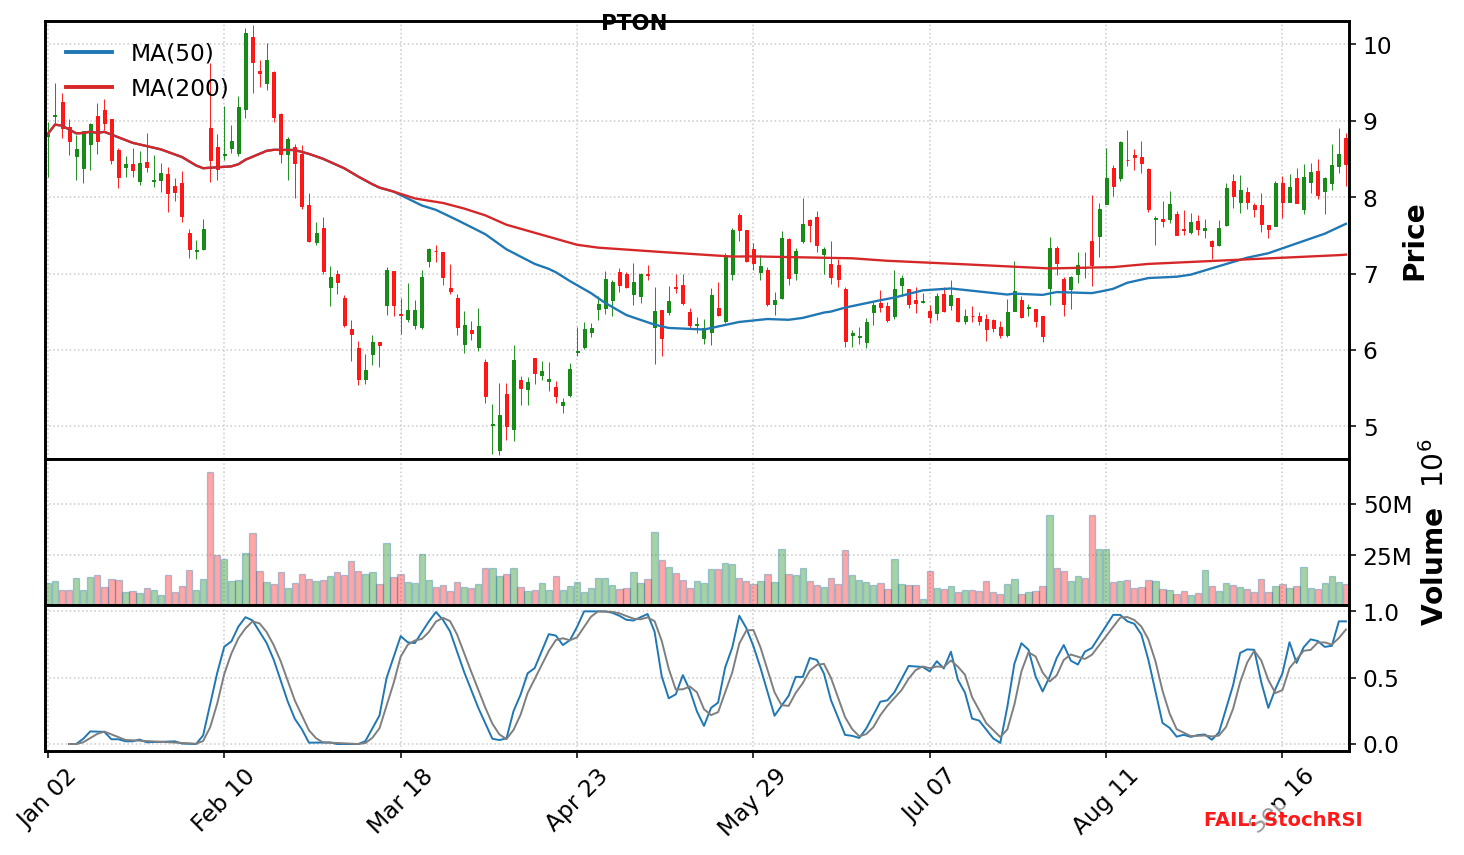 PTON
MA(50)
MA(200)
10
9
8
7
6
5
Price
50M
25M
Volume 10^6
1.0
0.5
0.0
Jan 02
Feb 10
Mar 18
Apr 23
May 29
Jul 07
Aug 11
Sep 16
FAIL: StochRSI